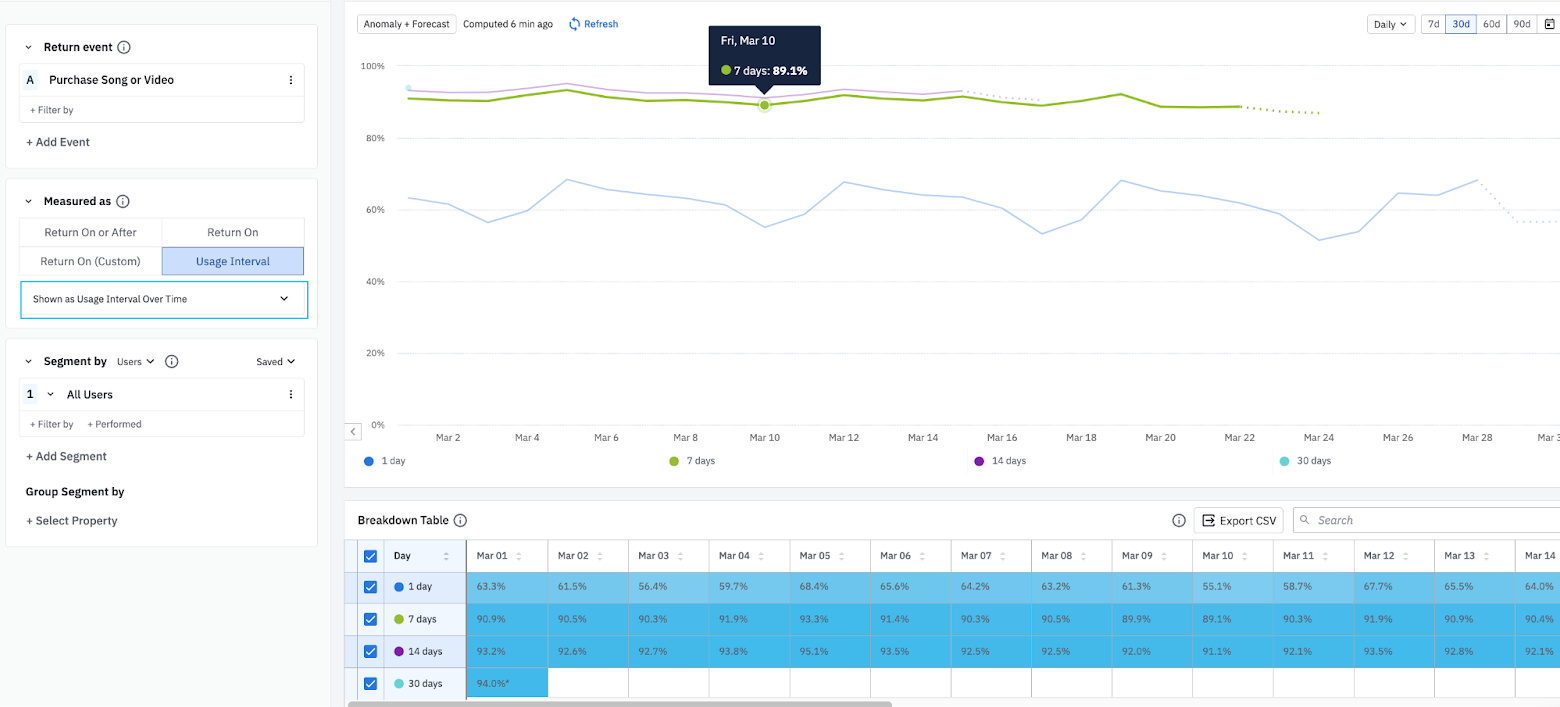 Return event
A Purchase Song or Video
+ Filter by
+ Add Event
Measured as
Return On or After Return On
Return On (Custom) Usage Interval
Shown as Usage Interval Over Time
Segment by Users Saved
1 All Users
+ Filter by + Performed
+ Add Segment
Group Segment by
+ Select Property
Anomaly + Forecast Computed 6 min ago Refresh Daily 7d 30d 60d 90d
Fri, Mar 10
7 days: 89.1%
100%
80%
60%
40%
20%
0%
Mar 2 Mar 4 Mar 6 Mar 8 Mar 10 Mar 12 Mar 14 Mar 16 Mar 18 Mar 20 Mar 22 Mar 24 Mar 26 Mar 28 Mar 3
1 day 7 days 14 days 30 days
Breakdown Table Export CSV Search
Day Mar 01 Mar 02 Mar 03 Mar 04 Mar 05 Mar 06 Mar 07 Mar 08 Mar 09 Mar 10 Mar 11 Mar 12 Mar 13 Mar 14
1 day 63.3% 61.5% 56.4% 59.7% 68.4% 65.6% 64.2% 63.2% 61.3% 55.1% 58.7% 67.7% 65.5% 64.0%
7 days 90.9% 90.5% 90.3% 91.9% 93.3% 91.4% 90.3% 90.5% 89.9% 89.1% 90.3% 91.9% 90.9% 90.4%
14 days 93.2% 92.6% 92.7% 93.8% 95.1% 93.5% 92.5% 92.5% 92.0% 91.1% 92.1% 93.5% 92.8% 92.1%
30 days 94.0%*